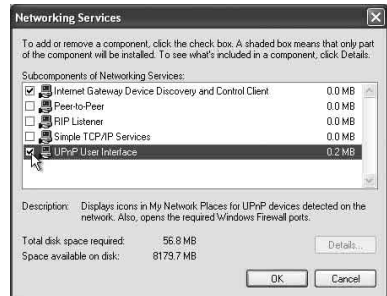 Networking Services
To add or remove a component, click the check box. A shaded box means that only part
of the component will be installed. To see what's included in a component, click Details.
Subcomponents of Networking Services:
Internet Gateway Device Discovery and Control Client 0.0 MB
Peer-to-Peer 0.0 MB
RIP Listener 0.0 MB
Simple TCP/IP Services 0.0 MB
UPnP User Interface 0.2 MB
Description: Displays icons in My Network Places for UPnP devices detected on the
network. Also, opens the required Windows Firewall ports.
Total disk space required: 56.8 MB
Space available on disk: 8179.7 MB
Details...
OK Cancel